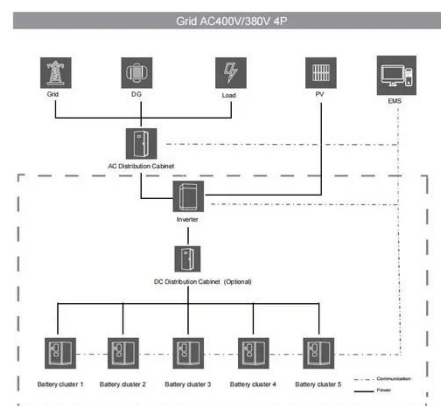 Grid AC400V/380V 4P
Grid
DG
Load
PV
EMS
AC Distribution Cabinet
Inverter
DC Distribution Cabinet (Optional)
Battery cluster 1
Battery cluster 2
Battery cluster 3
Battery cluster 4
Battery cluster 5
Communication
Power